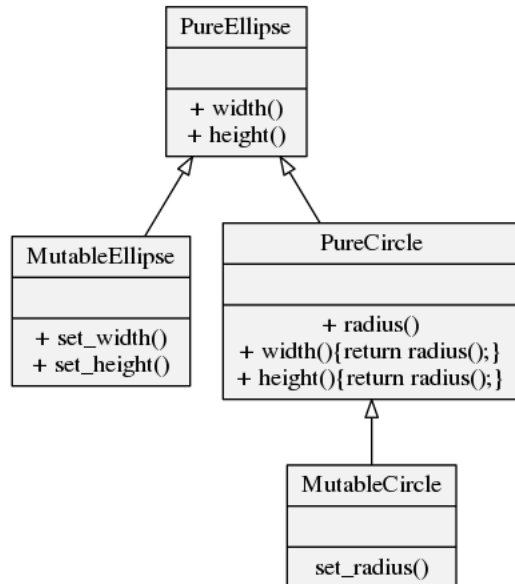 PureEllipse
+ width()
+ height()
MutableEllipse
+ set_width()
+ set_height()
PureCircle
+ radius()
+ width(){return radius();}
+ height(){return radius();}
MutableCircle
set_radius()